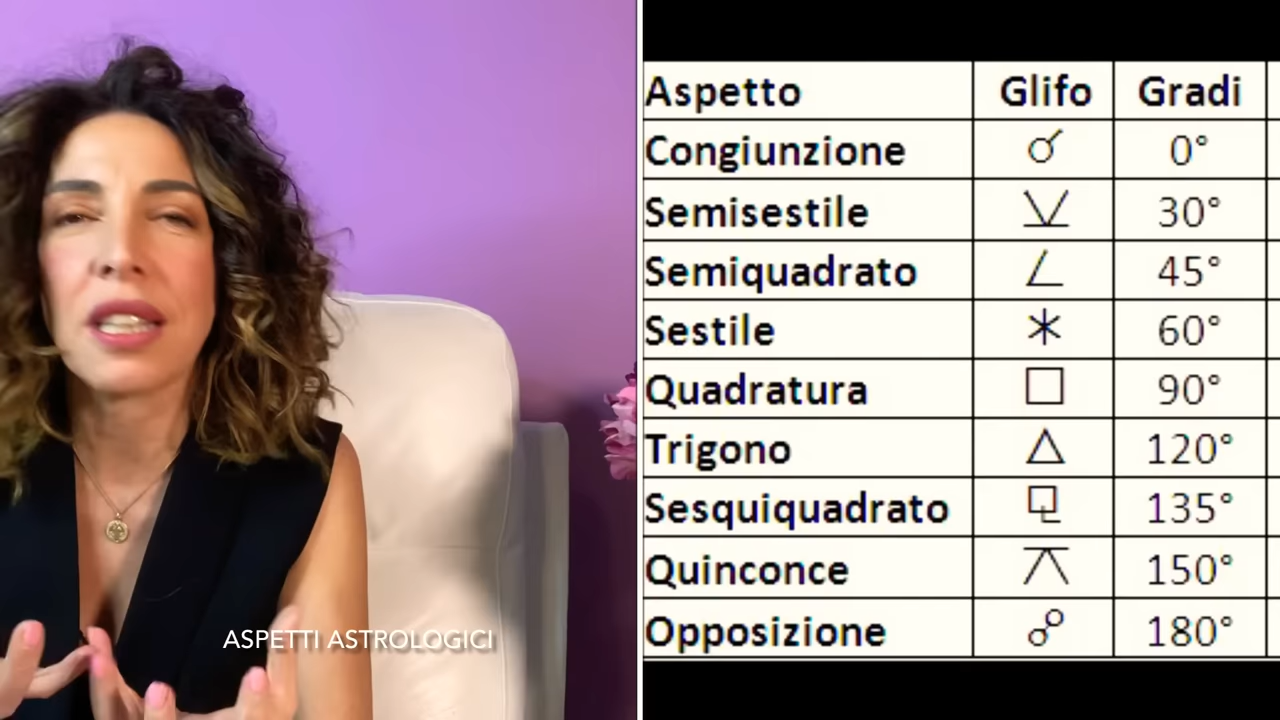 ASPETTI ASTROLOGICI
Aspetto Glifo Gradi
Congiunzione ☌ 0°
Semisestile ⚺ 30°
Semiquadrato ∠ 45°
Sestile ⚹ 60°
Quadratura □ 90°
Trigono △ 120°
Sesquiquadrato ⚼ 135°
Quinconce ⚻ 150°
Opposizione ☍ 180°